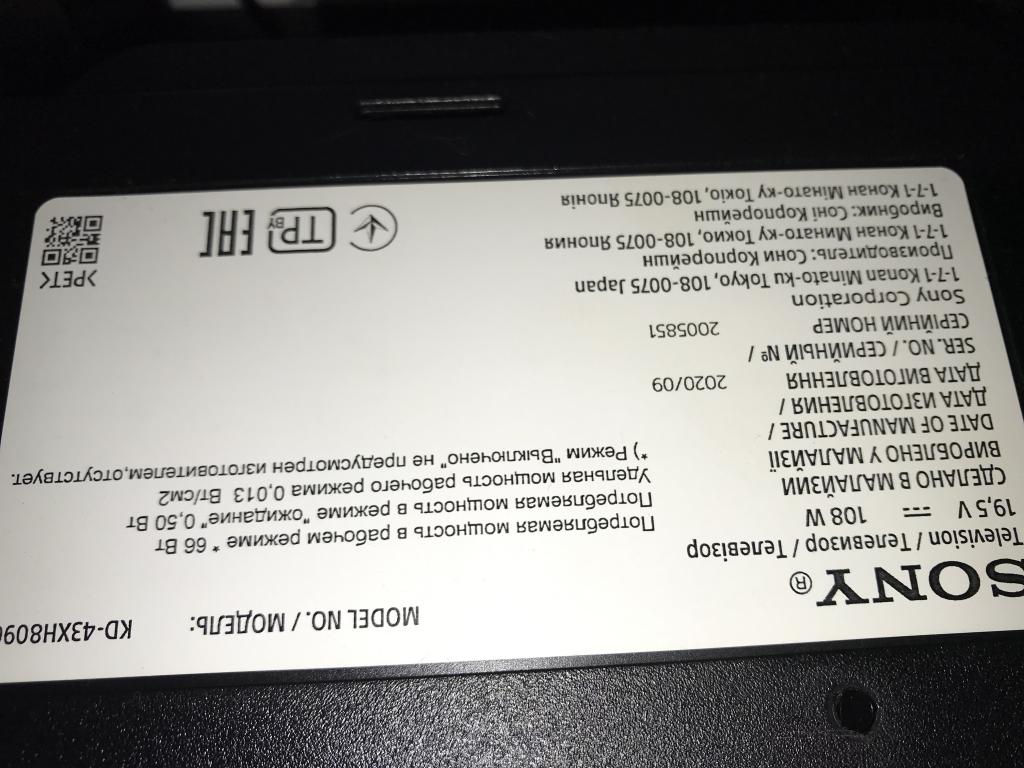 SONY®
MODEL NO. / МОДЕЛЬ: KD-43XH8096
Television / Телевизор / Телевізор
19,5 V ⎓ 108 W
Потребляемая мощность в рабочем режиме * 66 Вт
Потребляемая мощность в режиме "ожидание" 0,50 Вт
Удельная мощность рабочего режима 0,013 Вт/см2
*) Режим "Выключено" не предусмотрен изготовителем,отсутствует.
СДЕЛАНО В МАЛАЙЗИИ
ВИРОБЛЕНО У МАЛАЙЗІЇ
DATE OF MANUFACTURE /
ДАТА ИЗГОТОВЛЕНИЯ /
ДАТА ВИГОТОВЛЕННЯ 2020/09
SER. NO. / СЕРИЙНЫЙ № /
СЕРІЙНИЙ НОМЕР 2005851
Sony Corporation
1-7-1 Konan Minato-ku Tokyo, 108-0075 Japan
Производитель: Сони Корпорейшн
1-7-1 Конан Минато-ку Токио, 108-0075 Япония
Виробник: Соні Корпорейшн
1-7-1 Конан Мінато-ку Токіо, 108-0075 Японія
TP BY
EAC
>PET<